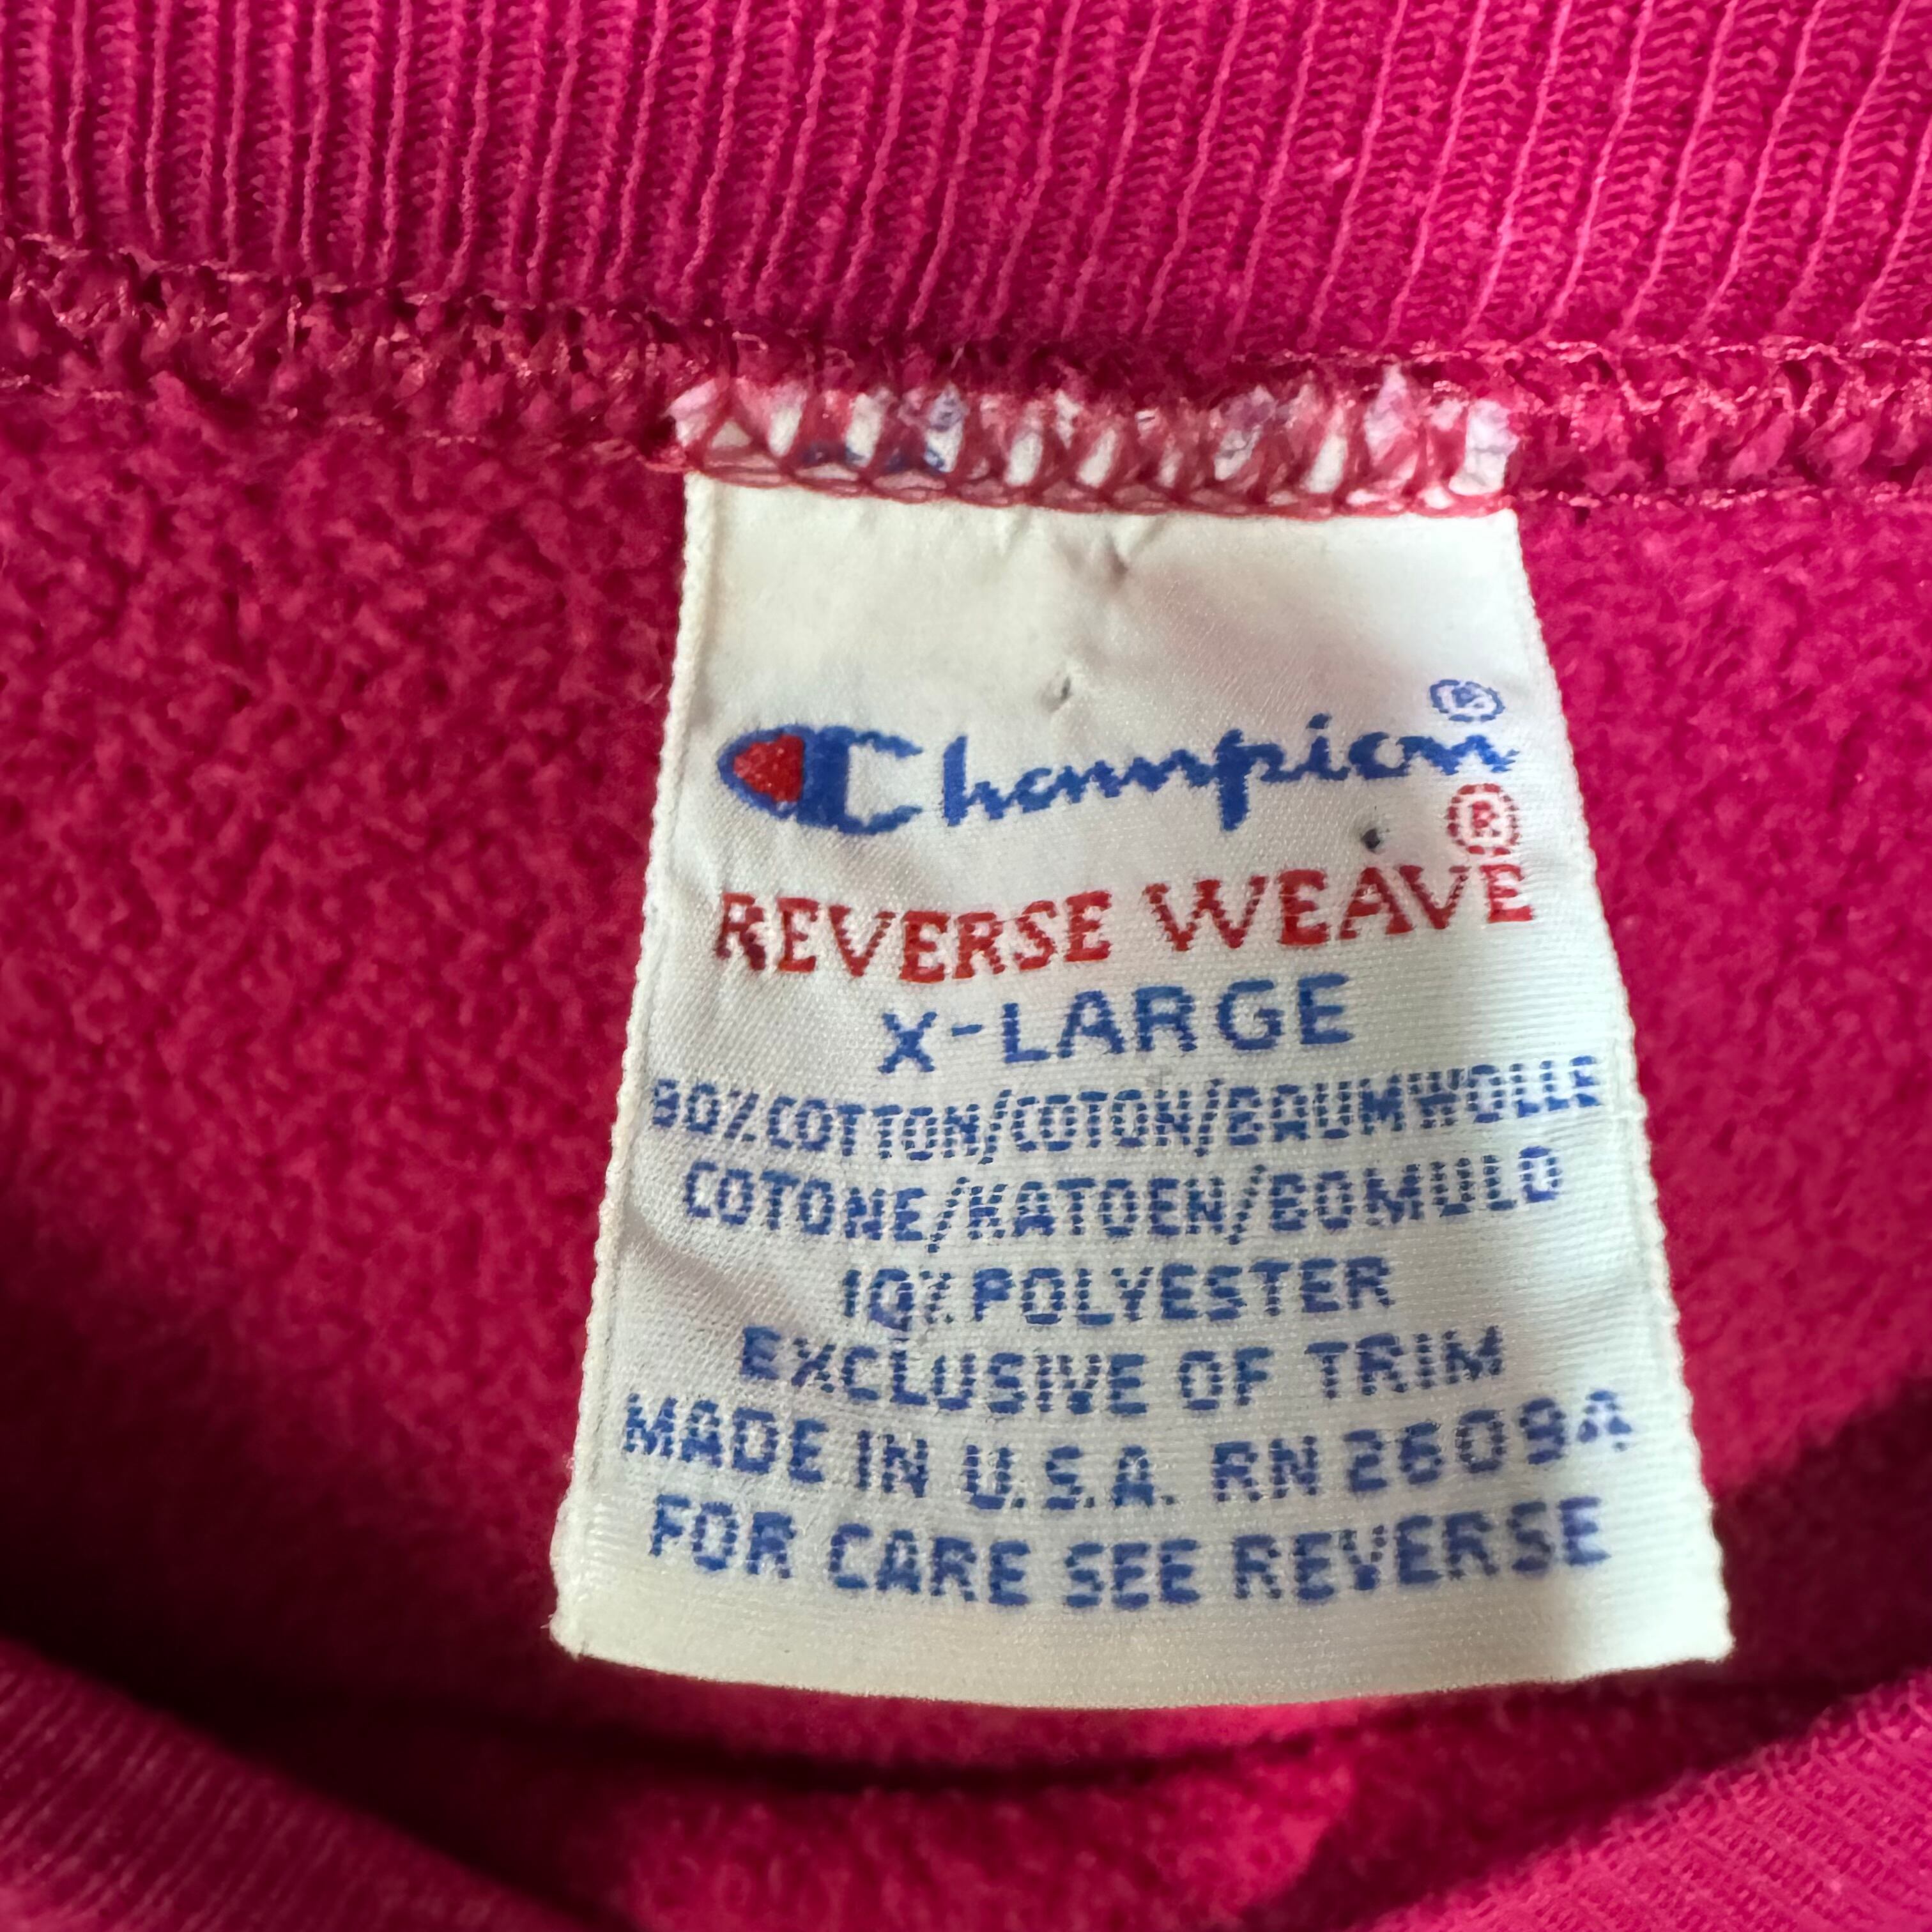 Champion®
REVERSE WEAVE®
X-LARGE
90% COTTON/COTON/BAUMWOLLE
COTONE/KATOEN/BOMULD
10% POLYESTER
EXCLUSIVE OF TRIM
MADE IN U.S.A. RN 26094
FOR CARE SEE REVERSE